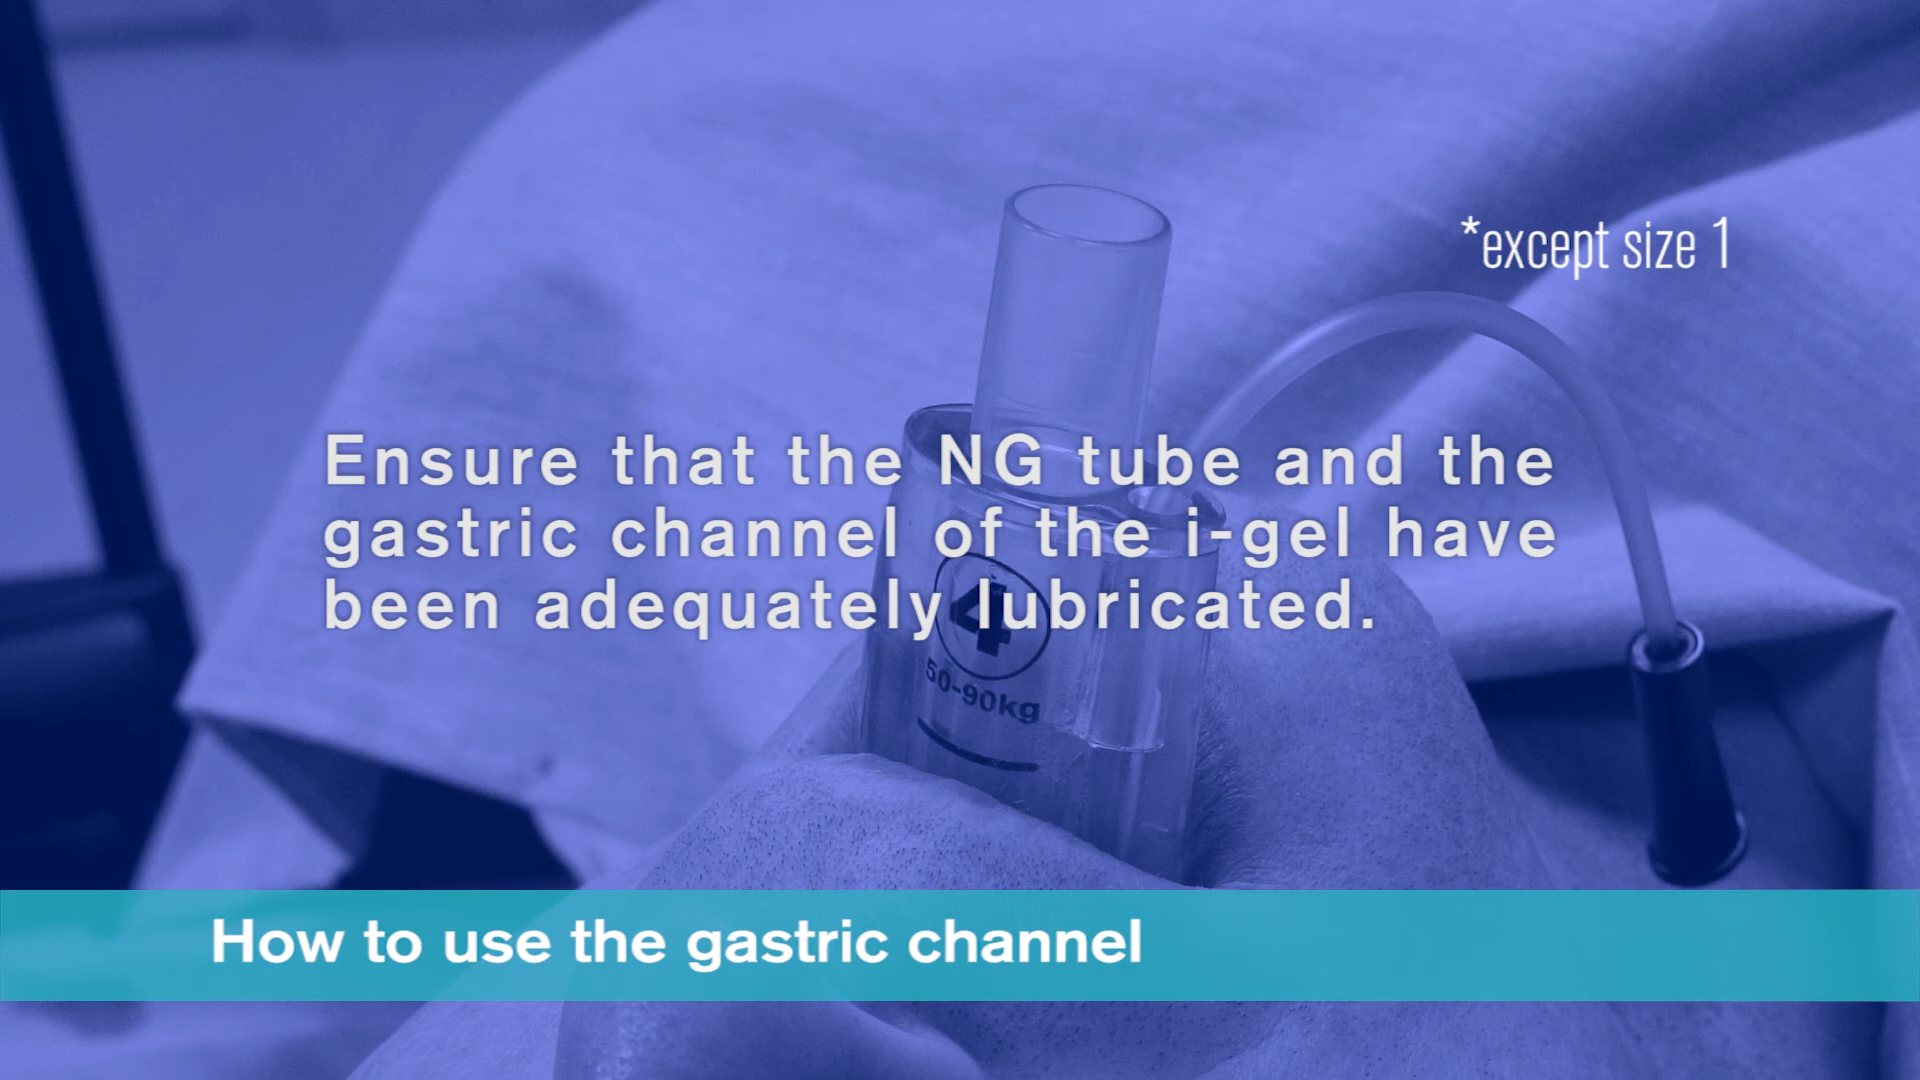 *except size 1
Ensure that the NG tube and the
gastric channel of the i-gel have
been adequately lubricated.
4
50-90kg
How to use the gastric channel